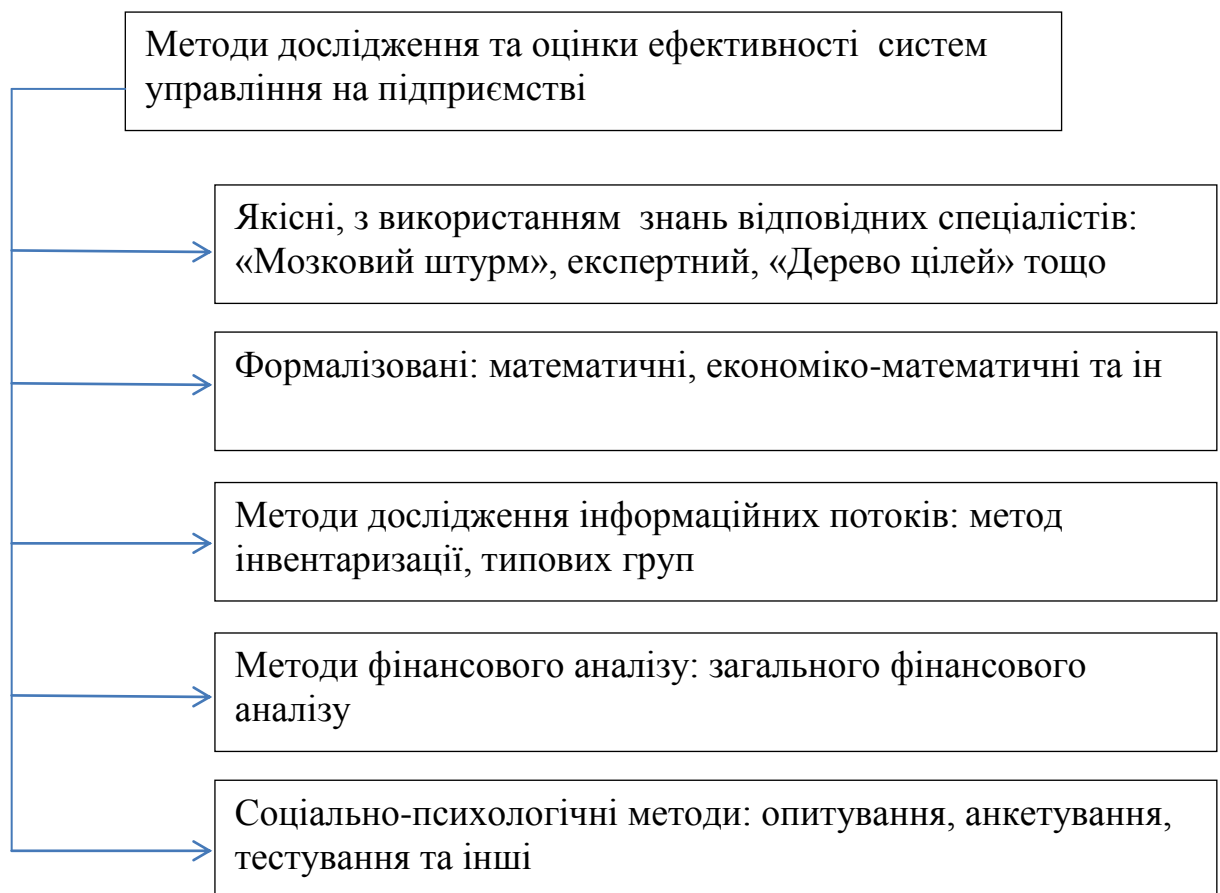 Методи дослідження та оцінки ефективності систем
управління на підприємстві
Якісні, з використанням знань відповідних спеціалістів:
«Мозковий штурм», експертний, «Дерево цілей» тощо
Формалізовані: математичні, економіко-математичні та ін
Методи дослідження інформаційних потоків: метод
інвентаризації, типових груп
Методи фінансового аналізу: загального фінансового
аналізу
Соціально-психологічні методи: опитування, анкетування,
тестування та інші